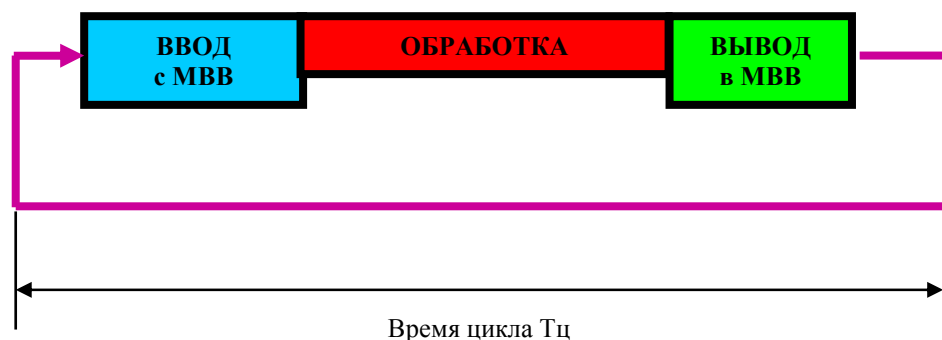 ВВОД
с МВВ
ОБРАБОТКА
ВЫВОД
в МВВ
Время цикла Тц